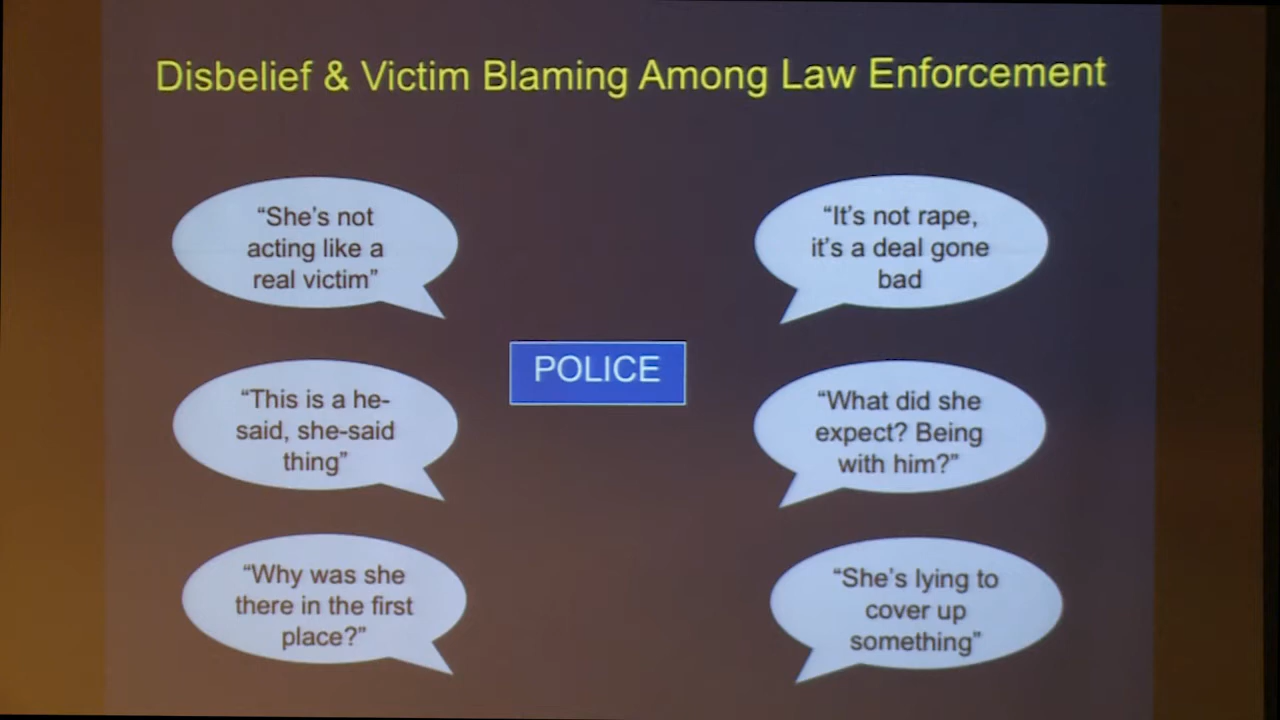 Disbelief & Victim Blaming Among Law Enforcement
“She’s not
acting like a
real victim”
“It’s not rape,
it’s a deal gone
bad
POLICE
“This is a he-
said, she-said
thing”
“What did she
expect? Being
with him?”
“Why was she
there in the first
place?”
“She’s lying to
cover up
something”